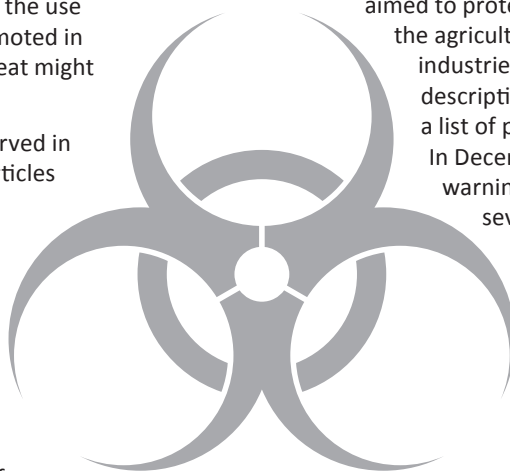 the use
moted in
eat might
rved in
ticles
aimed to prote
the agricult
industrie
descripti
a list of p
In Decer
warnin
sev